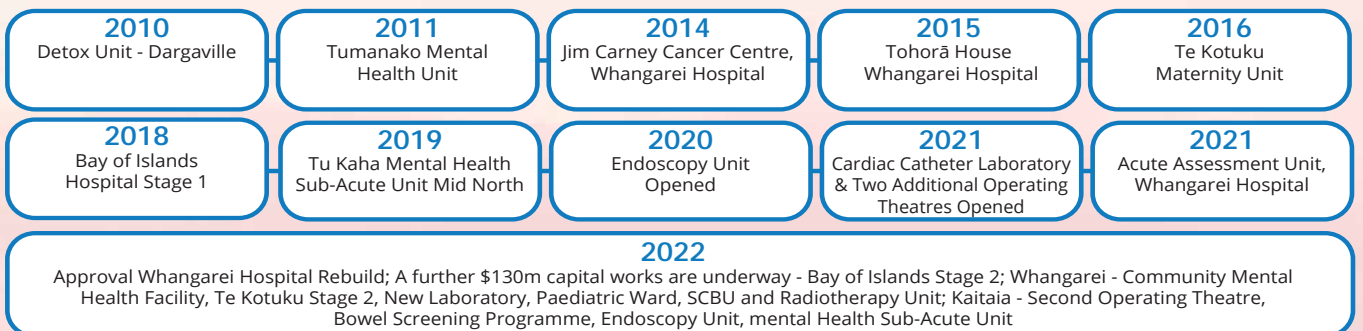 2010
Detox Unit - Dargaville
2011
Tumanako Mental
Health Unit
2014
Jim Carney Cancer Centre,
Whangarei Hospital
2015
Tohorā House
Whangarei Hospital
2016
Te Kotuku
Maternity Unit
2018
Bay of Islands
Hospital Stage 1
2019
Tu Kaha Mental Health
Sub-Acute Unit Mid North
2020
Endoscopy Unit
Opened
2021
Cardiac Catheter Laboratory
& Two Additional Operating
Theatres Opened
2021
Acute Assessment Unit,
Whangarei Hospital
2022
Approval Whangarei Hospital Rebuild; A further $130m capital works are underway - Bay of Islands Stage 2; Whangarei - Community Mental
Health Facility, Te Kotuku Stage 2, New Laboratory, Paediatric Ward, SCBU and Radiotherapy Unit; Kaitaia - Second Operating Theatre,
Bowel Screening Programme, Endoscopy Unit, mental Health Sub-Acute Unit